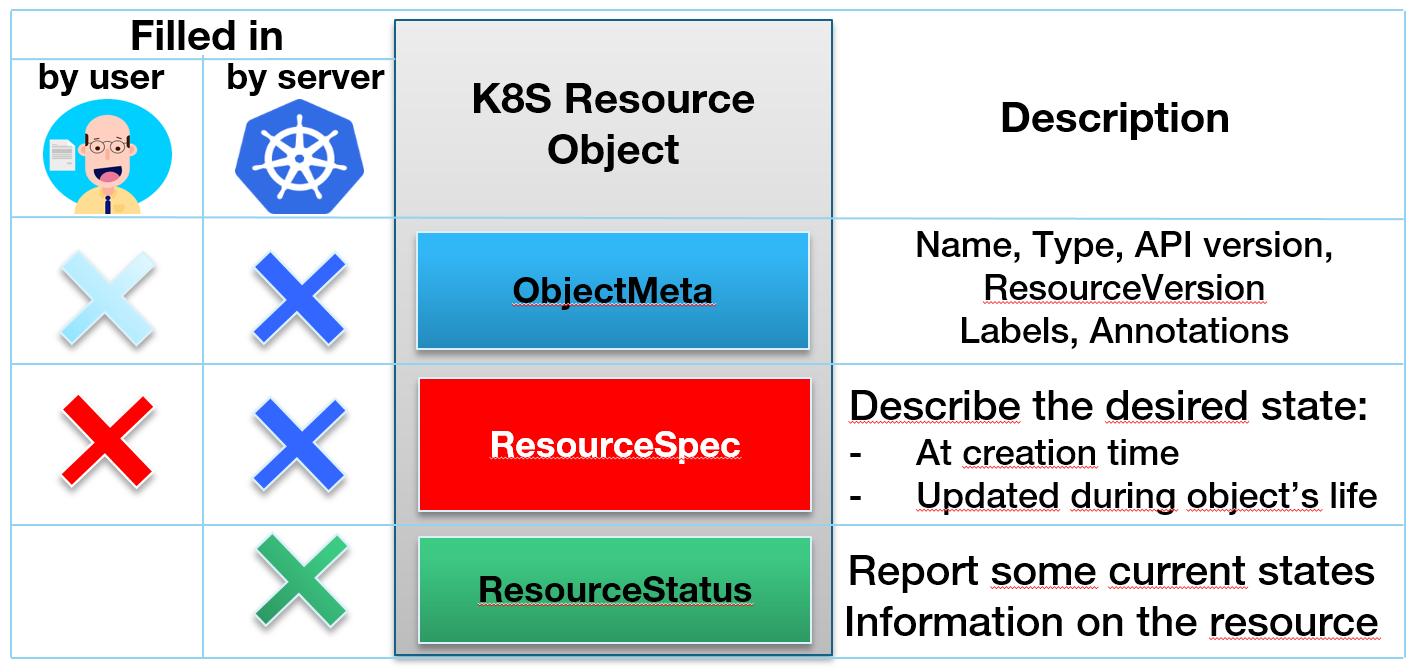 Filled in
by user
by server
K8S Resource
Object
Description
ObjectMeta
Name, Type, API version,
ResourceVersion
Labels, Annotations
ResourceSpec
Describe the desired state:
- At creation time
- Updated during object’s life
ResourceStatus
Report some current states
Information on the resource